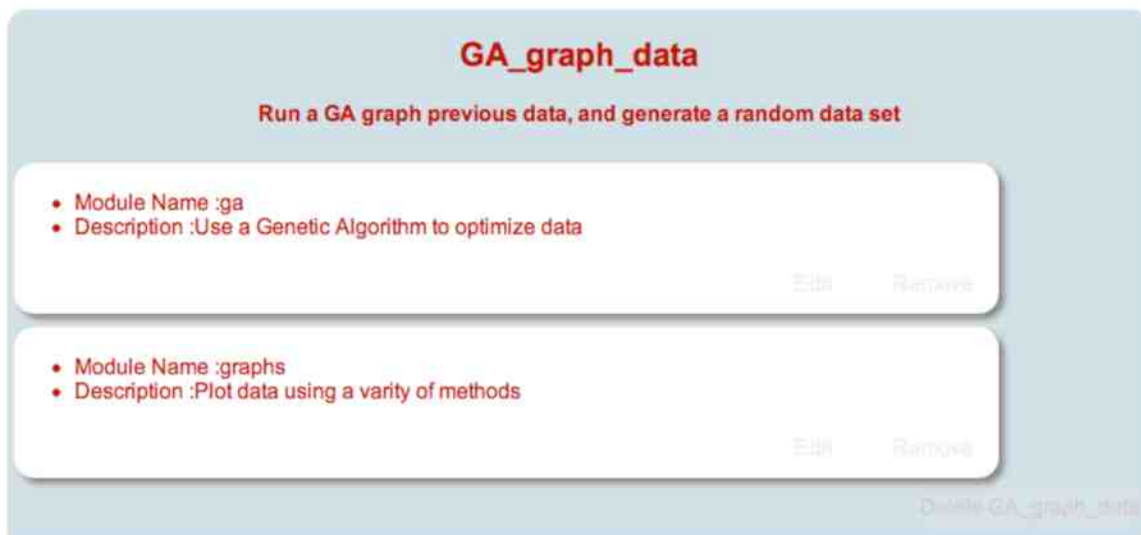 GA_graph_data
Run a GA graph previous data, and generate a random data set
• Module Name :ga
• Description :Use a Genetic Algorithm to optimize data
Edit Remove
• Module Name :graphs
• Description :Plot data using a varity of methods
Edit Remove
Delete GA_graph_data